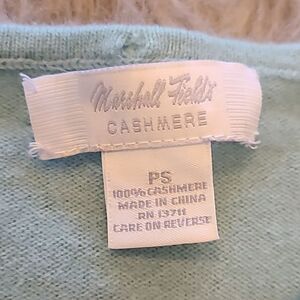 Marshall Field's
CASHMERE
PS
100% CASHMERE
MADE IN CHINA
RN 13711
CARE ON REVERSE